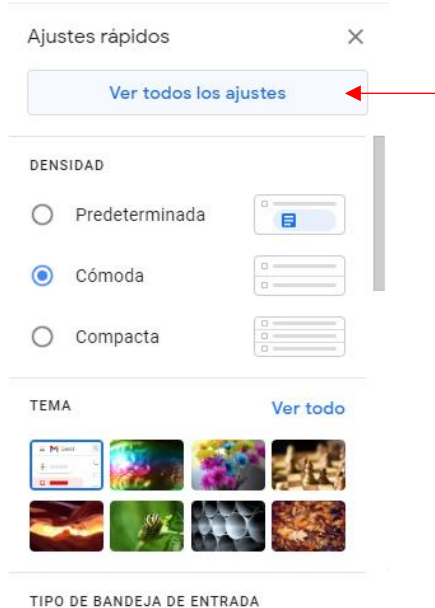 Ajustes rápidos
Ver todos los ajustes
DENSIDAD
Predeterminada
Cómoda
Compacta
TEMA
Ver todo
TIPO DE BANDEJA DE ENTRADA